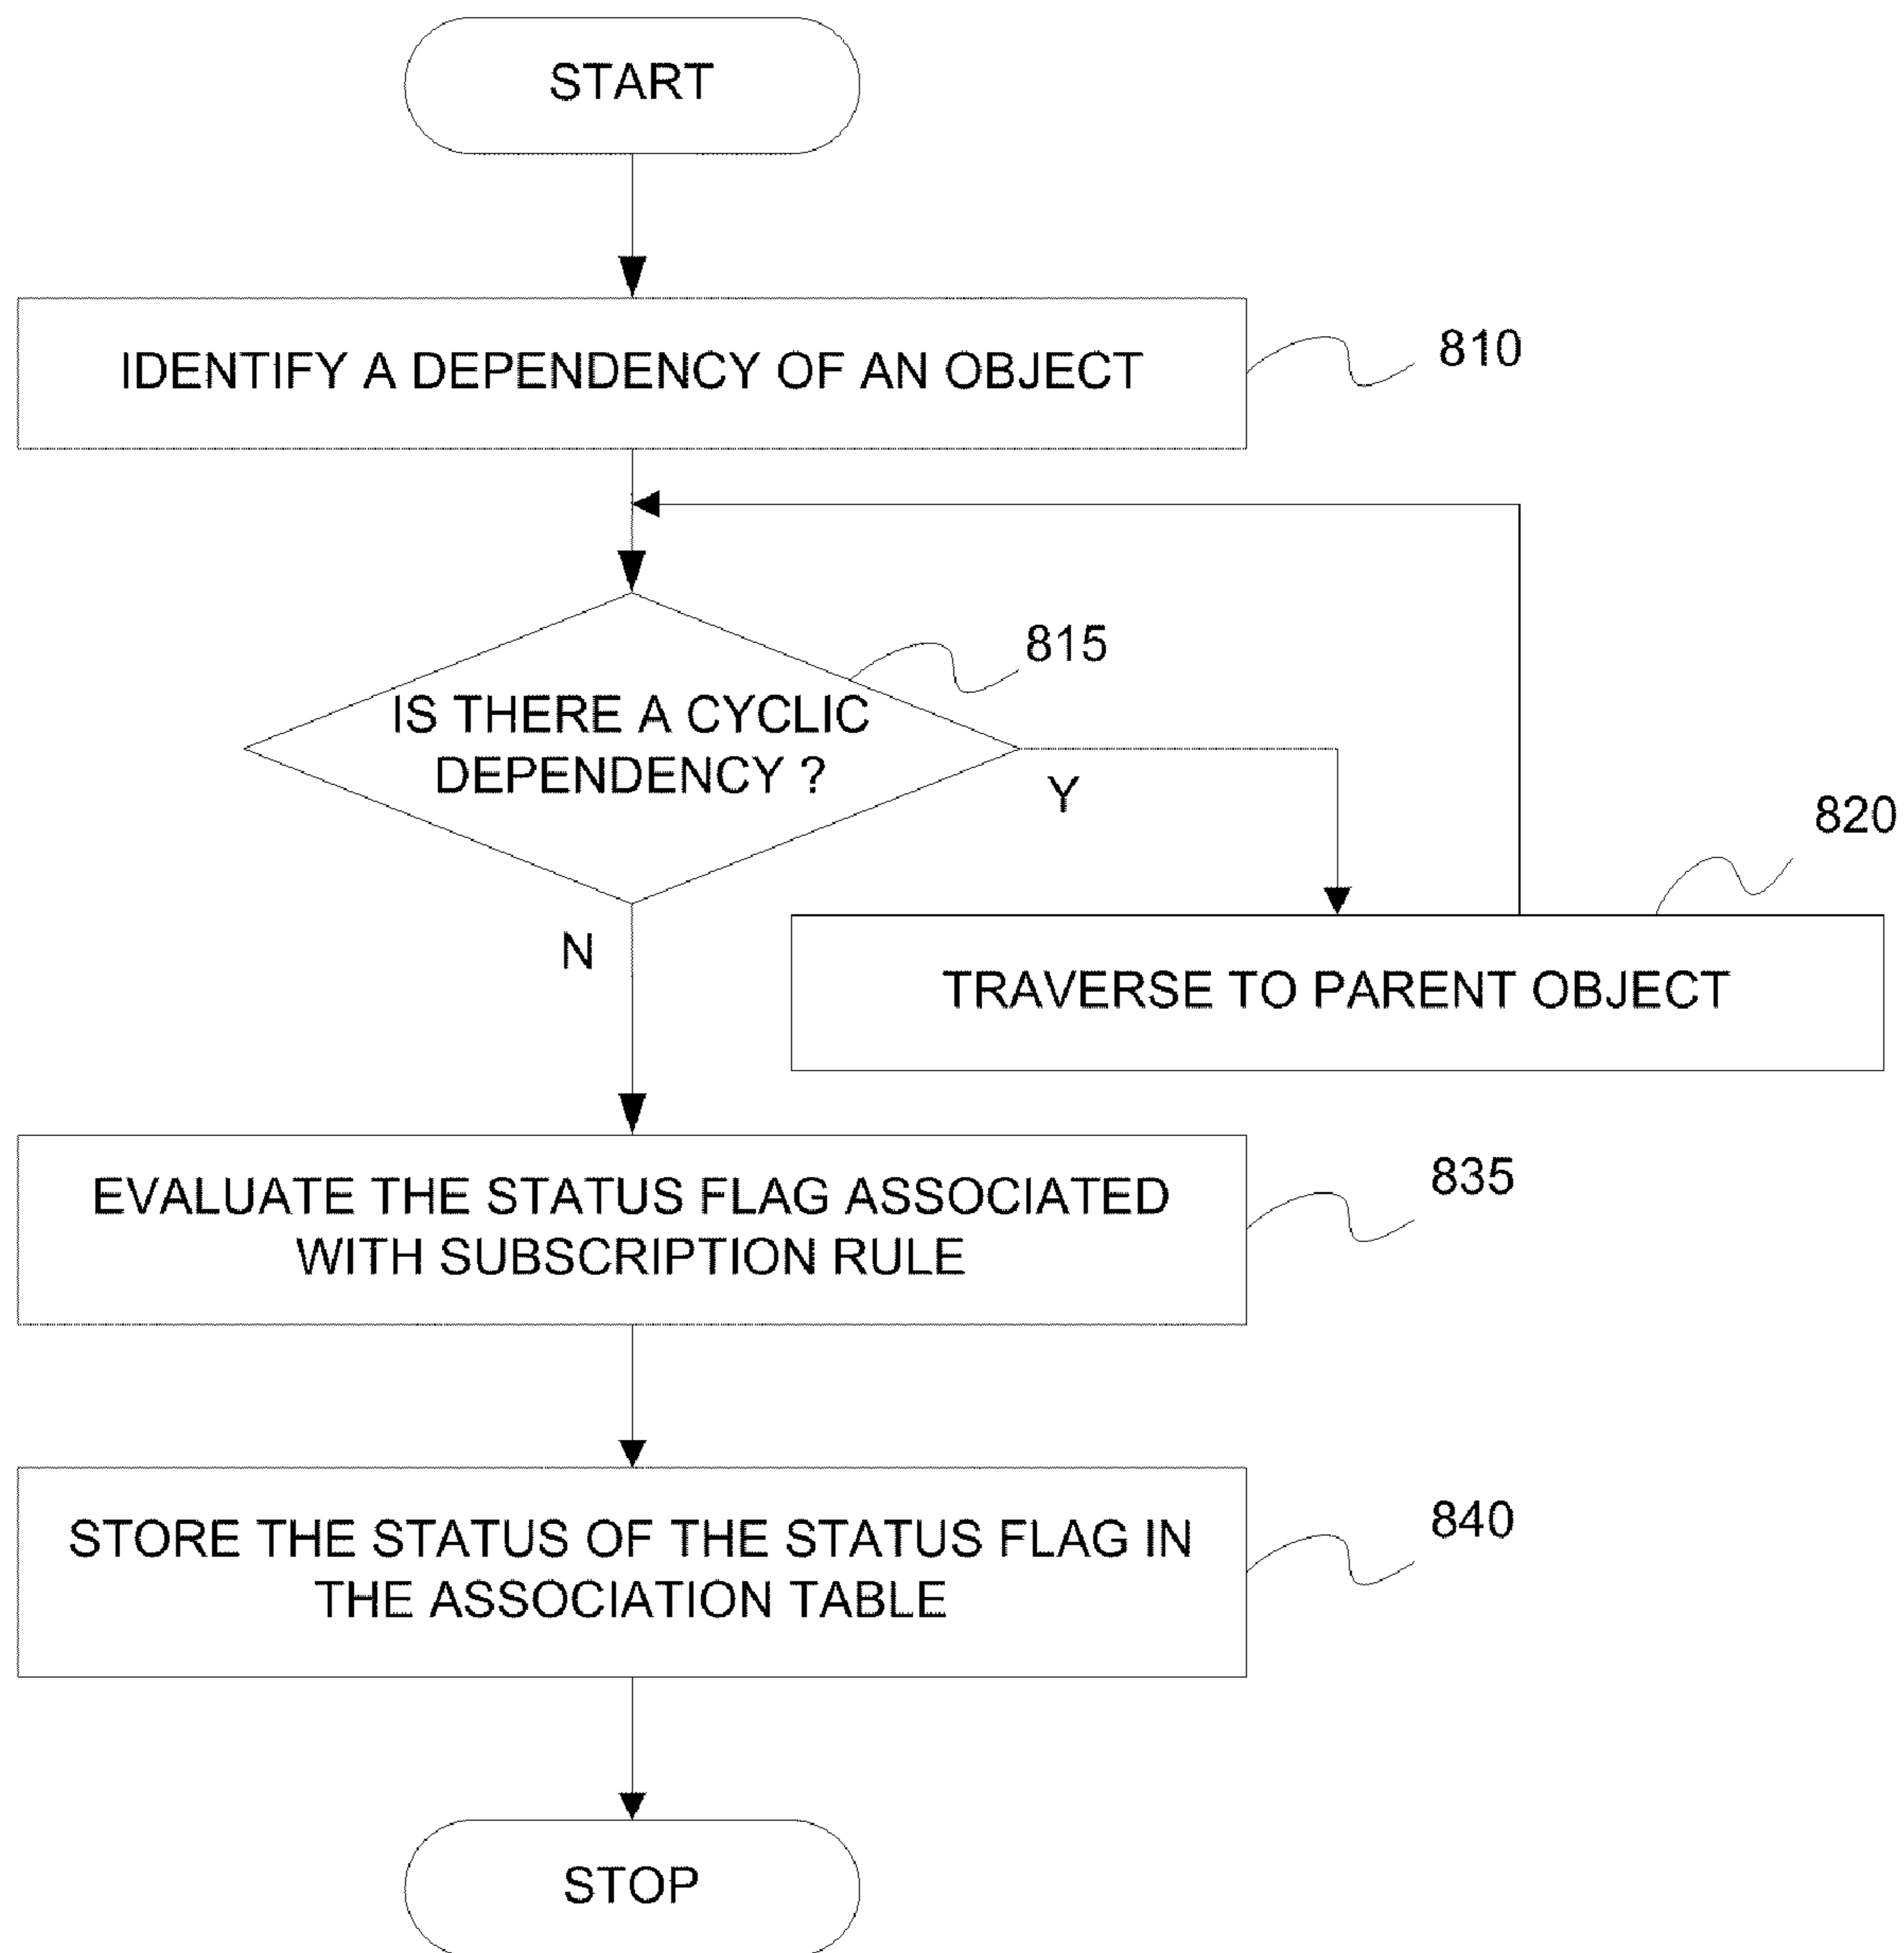 START
IDENTIFY A DEPENDENCY OF AN OBJECT
810
815
IS THERE A CYCLIC
DEPENDENCY ?
Y
820
N
TRAVERSE TO PARENT OBJECT
EVALUATE THE STATUS FLAG ASSOCIATED
WITH SUBSCRIPTION RULE
835
STORE THE STATUS OF THE STATUS FLAG IN
THE ASSOCIATION TABLE
840
STOP